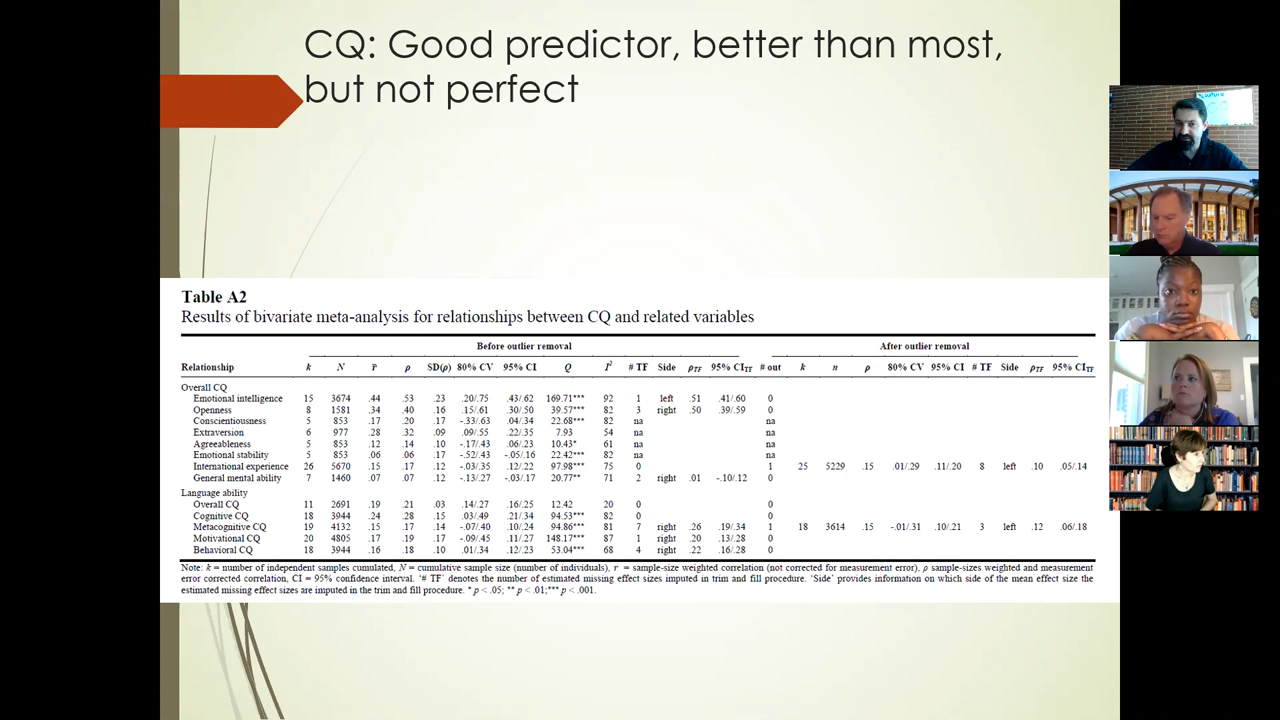 CQ: Good predictor, better than most,
but not perfect
Table A2
Results of bivariate meta-analysis for relationships between CQ and related variables
Before outlier removal After outlier removal
Relationship k N r̄ ρ SD(ρ) 80% CV 95% CI Q I² # TF Side ρTF 95% CITF # out k n ρ 80% CV 95% CI # TF Side ρTF 95% CITF
Overall CQ
Emotional intelligence 15 3674 .44 .53 .23 .20/.75 .43/.62 169.71*** 92 1 left .51 .41/.60 0
Openness 8 1581 .34 .40 .16 .15/.61 .30/.50 39.57*** 82 3 right .50 .39/.59 0
Conscientiousness 5 853 .17 .20 .17 -.33/.63 .04/.34 22.68*** 82 na na
Extraversion 6 977 .28 .32 .09 .09/.55 .22/.35 7.93 54 na na
Agreeableness 5 853 .12 .14 .10 -.17/.43 .06/.23 10.43* 61 na na
Emotional stability 5 853 .06 .06 .17 -.52/.43 -.05/.16 22.42*** 82 na na
International experience 26 5670 .15 .17 .12 -.03/.35 .12/.22 97.98*** 75 0 1 25 5229 .15 .01/.29 .11/.20 8 left .10 .05/.14
General mental ability 7 1460 .07 .07 .12 -.13/.27 -.03/.17 20.77** 71 2 right .01 -.10/.12 0
Language ability
Overall CQ 11 2691 .19 .21 .03 .14/.27 .16/.25 12.42 20 0 0
Cognitive CQ 18 3944 .24 .28 .15 .03/.49 .21/.34 94.53*** 82 0 0
Metacognitive CQ 19 4132 .15 .17 .14 -.07/.40 .10/.24 94.86*** 81 7 right .26 .19/.34 1 18 3614 .15 -.01/.31 .10/.21 3 left .12 .06/.18
Motivational CQ 20 4805 .17 .19 .17 -.09/.45 .11/.27 148.17*** 87 1 right .20 .13/.28 0
Behavioral CQ 18 3944 .16 .18 .10 .01/.34 .12/.23 53.04*** 68 4 right .22 .16/.28 0
Note: k = number of independent samples cumulated, N = cumulative sample size (number of individuals), r = sample-size weighted correlation (not corrected for measurement error), ρ sample-sizes weighted and measurement
error corrected correlation, CI = 95% confidence interval. '# TF' denotes the number of estimated missing effect sizes imputed in trim and fill procedure. 'Side' provides information on which side of the mean effect size the
estimated missing effect sizes are imputed in the trim and fill procedure. * p < .05; ** p < .01;*** p < .001.